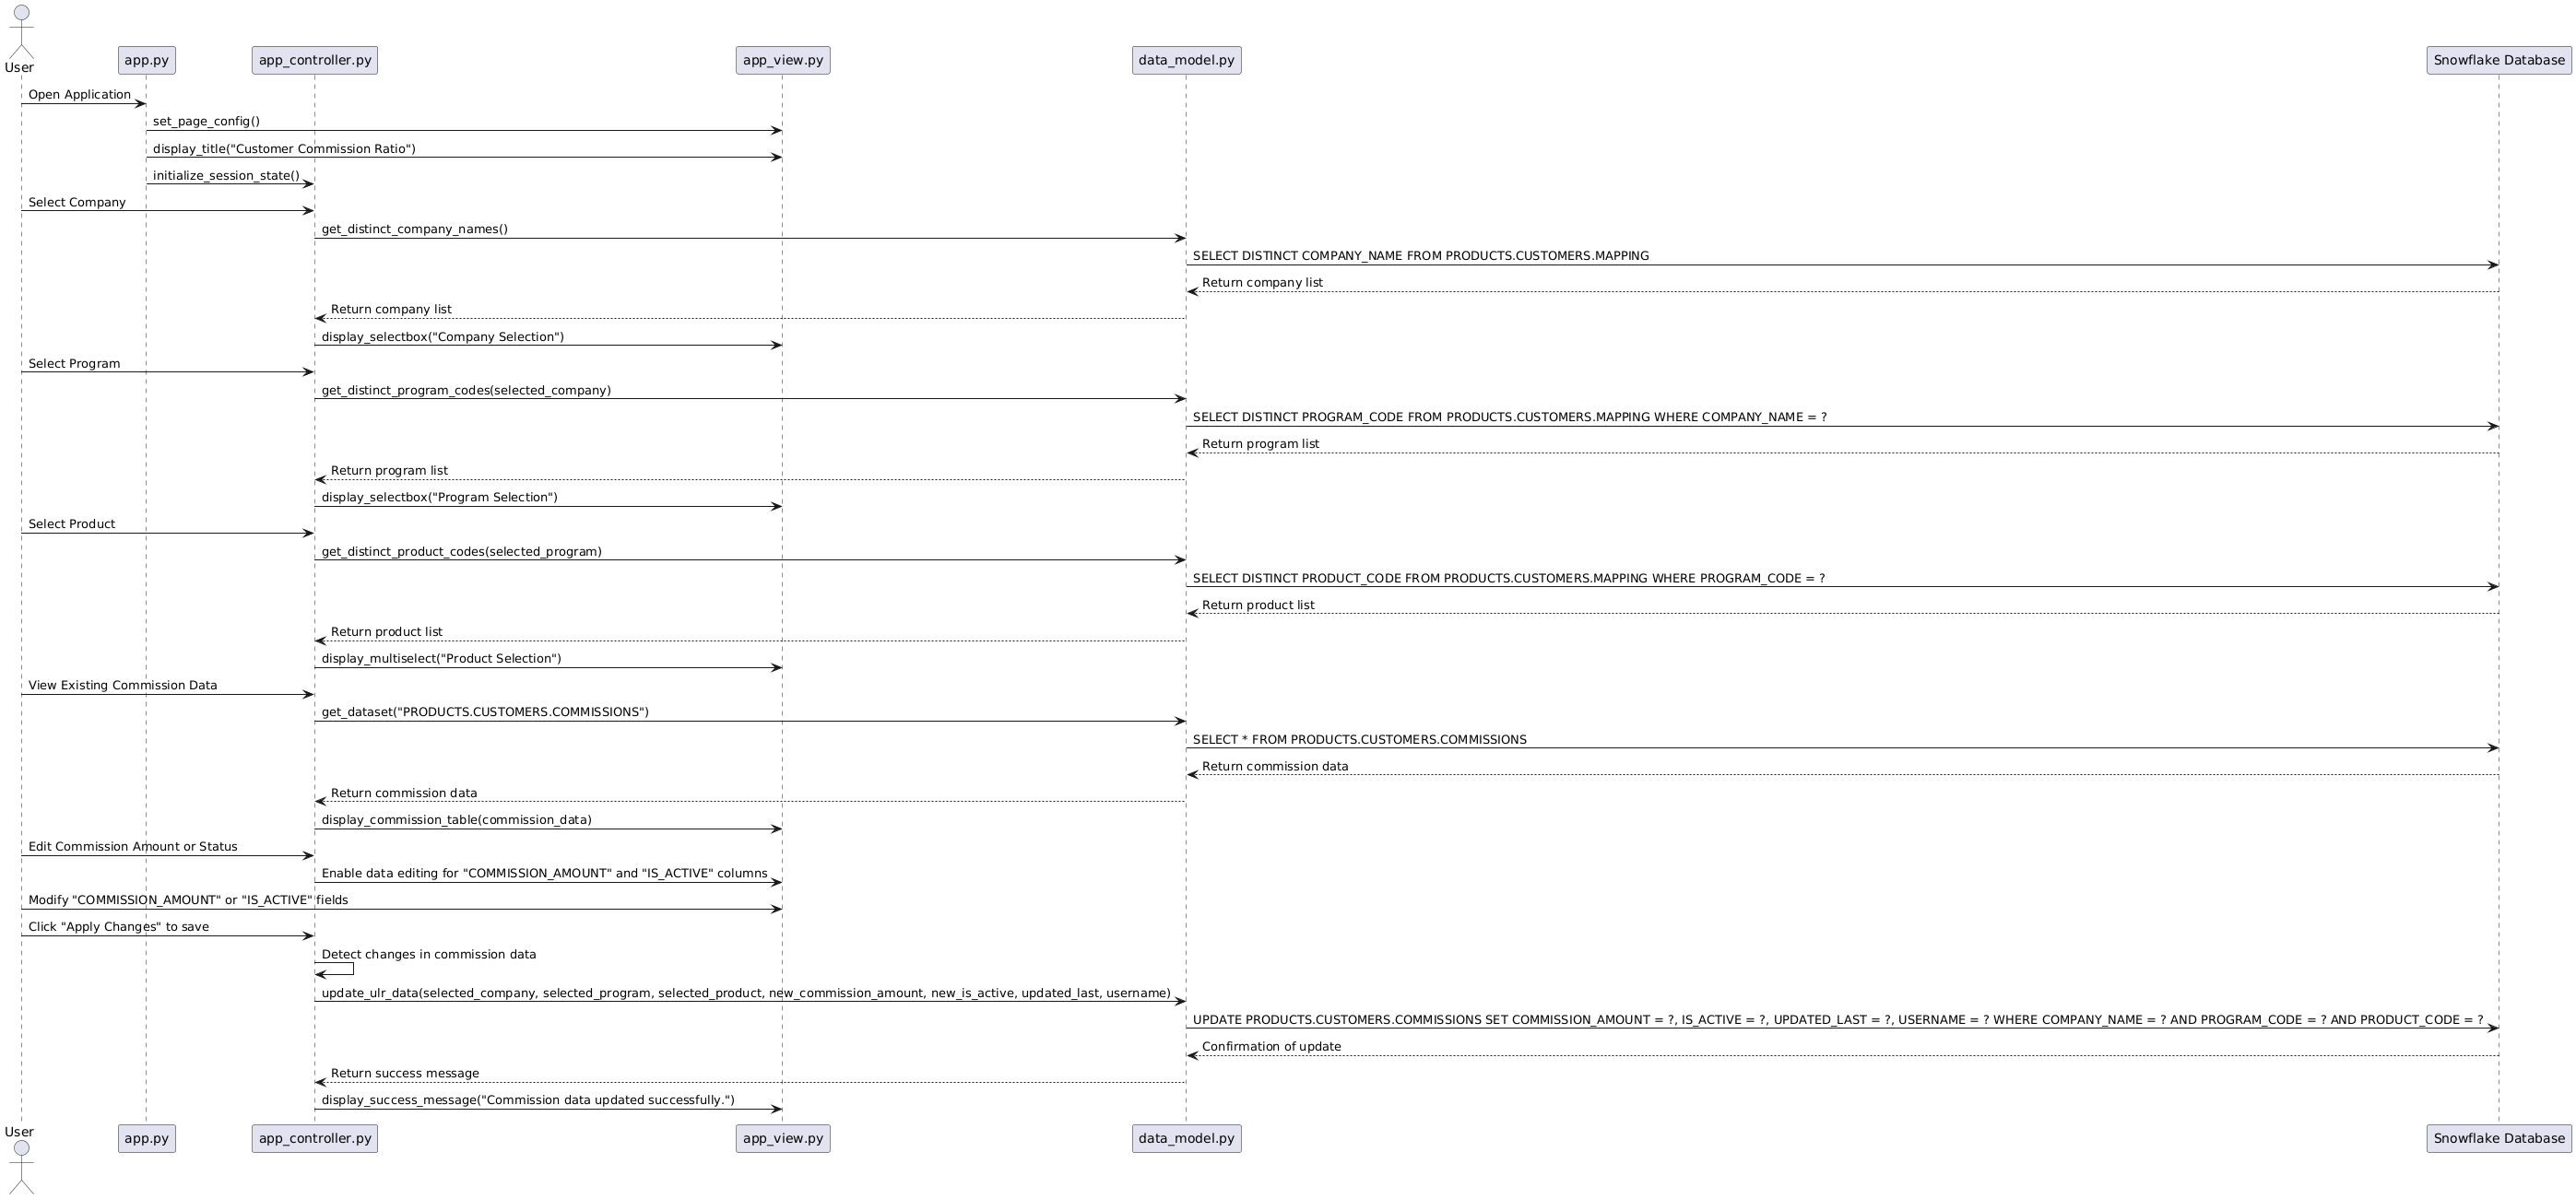 User
app.py
app_controller.py
app_view.py
data_model.py
Snowflake Database
Open Application
set_page_config()
display_title("Customer Commission Ratio")
initialize_session_state()
Select Company
get_distinct_company_names()
SELECT DISTINCT COMPANY_NAME FROM PRODUCTS.CUSTOMERS.MAPPING
Return company list
Return company list
display_selectbox("Company Selection")
Select Program
get_distinct_program_codes(selected_company)
SELECT DISTINCT PROGRAM_CODE FROM PRODUCTS.CUSTOMERS.MAPPING WHERE COMPANY_NAME = ?
Return program list
Return program list
display_selectbox("Program Selection")
Select Product
get_distinct_product_codes(selected_program)
SELECT DISTINCT PRODUCT_CODE FROM PRODUCTS.CUSTOMERS.MAPPING WHERE PROGRAM_CODE = ?
Return product list
Return product list
display_multiselect("Product Selection")
View Existing Commission Data
get_dataset("PRODUCTS.CUSTOMERS.COMMISSIONS")
SELECT * FROM PRODUCTS.CUSTOMERS.COMMISSIONS
Return commission data
Return commission data
display_commission_table(commission_data)
Edit Commission Amount or Status
Enable data editing for "COMMISSION_AMOUNT" and "IS_ACTIVE" columns
Modify "COMMISSION_AMOUNT" or "IS_ACTIVE" fields
Click "Apply Changes" to save
Detect changes in commission data
update_ulr_data(selected_company, selected_program, selected_product, new_commission_amount, new_is_active, updated_last, username)
UPDATE PRODUCTS.CUSTOMERS.COMMISSIONS SET COMMISSION_AMOUNT = ?, IS_ACTIVE = ?, UPDATED_LAST = ?, USERNAME = ? WHERE COMPANY_NAME = ? AND PROGRAM_CODE = ? AND PRODUCT_CODE = ?
Confirmation of update
Return success message
display_success_message("Commission data updated successfully.")
User
app.py
app_controller.py
app_view.py
data_model.py
Snowflake Database